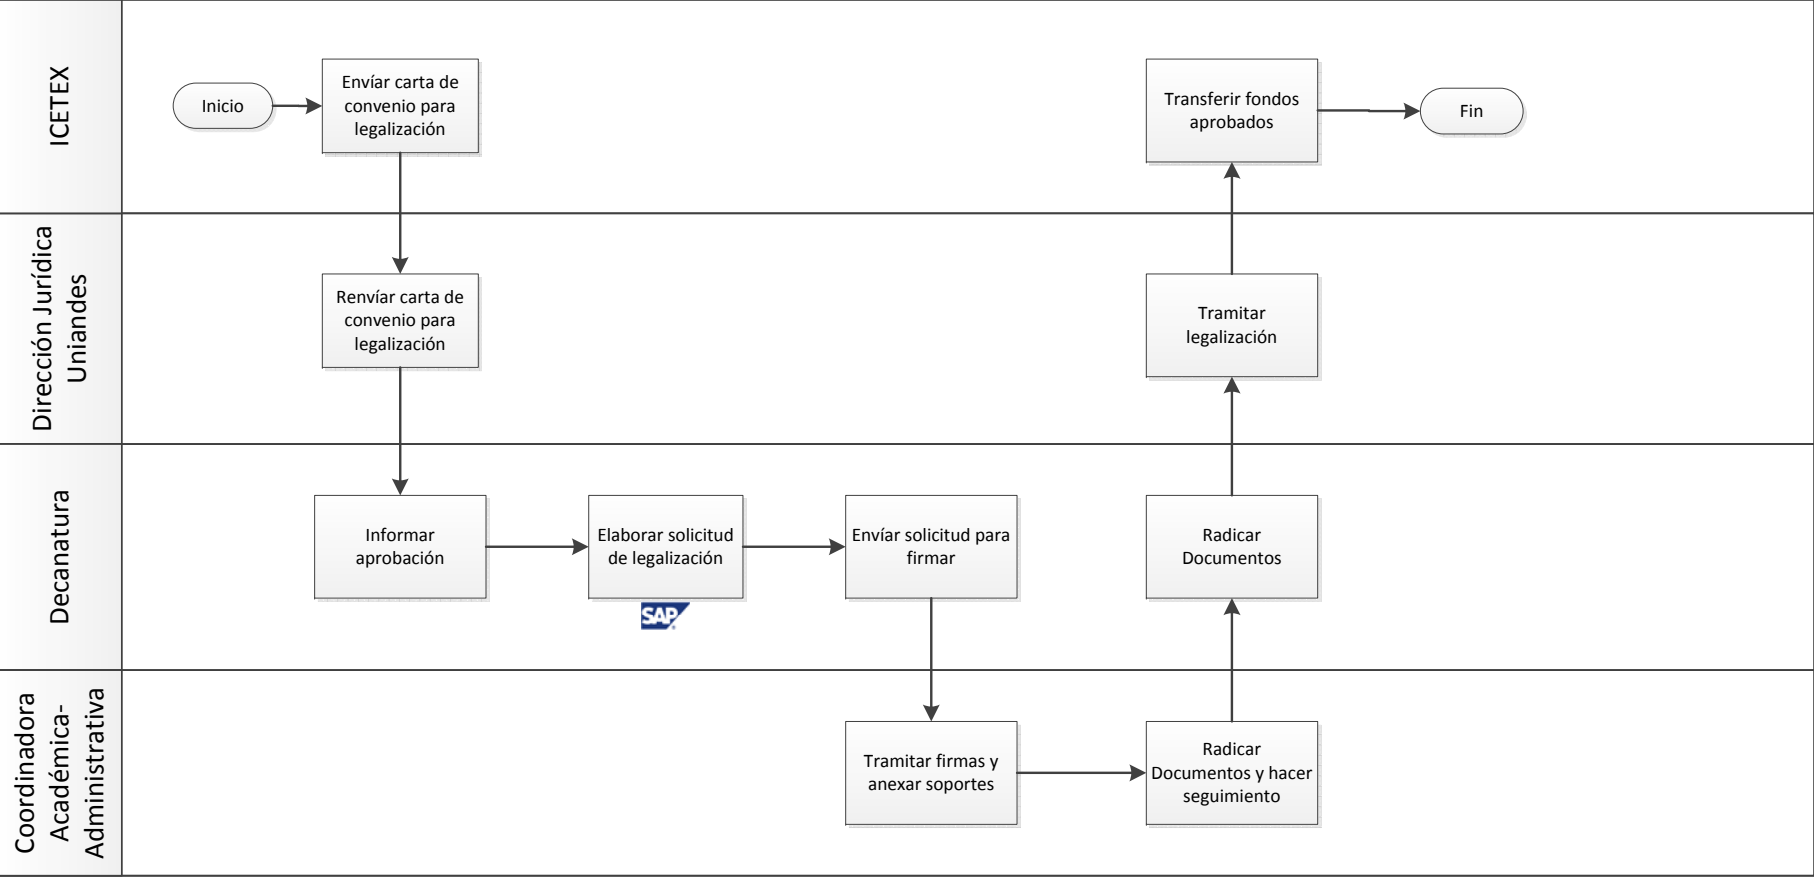 ICETEX
Inicio
Envíar carta de
convenio para
legalización
Transferir fondos
aprobados
Fin
Dirección Jurídica
Uniandes
Renvíar carta de
convenio para
legalización
Tramitar
legalización
Decanatura
Informar
aprobación
Elaborar solicitud
de legalización
SAP
Envíar solicitud para
firmar
Radicar
Documentos
Coordinadora
Académica-
Administrativa
Tramitar firmas y
anexar soportes
Radicar
Documentos y hacer
seguimiento